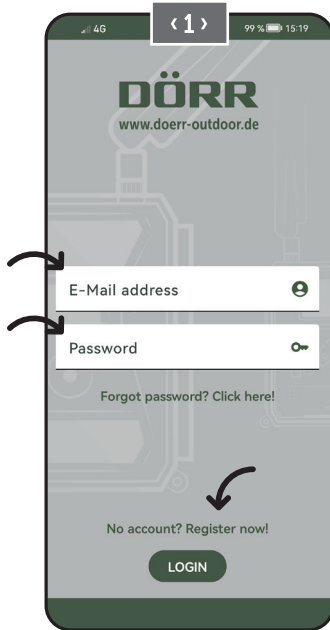 4G
‹1›
99 % 15:19
DÖRR
www.doerr-outdoor.de
E-Mail address
Password
Forgot password? Click here!
No account? Register now!
LOGIN